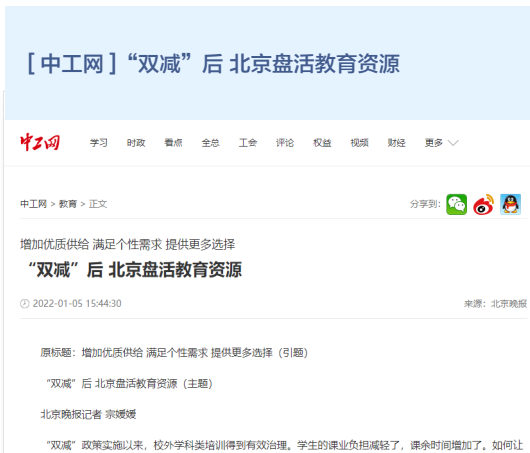 [ 中工网 ] “双减” 后 北京盘活教育资源
中工网 学习 时政 看点 全总 工会 评论 权益 视频 财经 更多
中工网 > 教育 > 正文 分享到:
增加优质供给 满足个性需求 提供更多选择
“双减” 后 北京盘活教育资源
2022-01-05 15:44:30 来源: 北京晚报
原标题: 增加优质供给 满足个性需求 提供更多选择 (引题)
“双减” 后 北京盘活教育资源 (主题)
北京晚报记者 宗媛媛
“双减” 政策实施以来, 校外学科类培训得到有效治理。学生的课业负担减轻了, 课余时间增加了。如何让